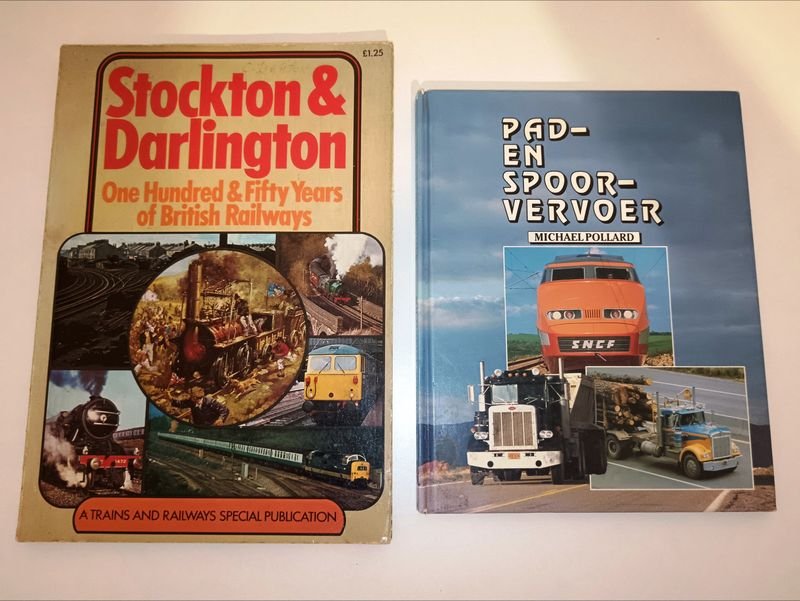 £1.25
Stockton &
Darlington
One Hundred & Fifty Years
of British Railways
1472
A TRAINS AND RAILWAYS SPECIAL PUBLICATION
PAD-
EN
SPOOR-
VERVOER
MICHAEL POLLARD
SNCF